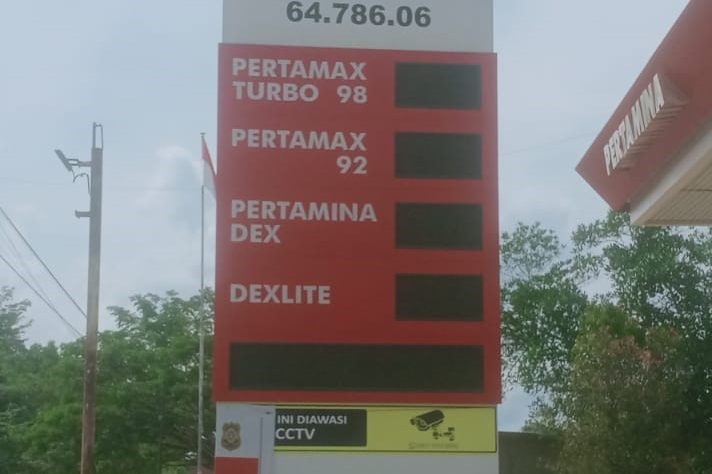 64.786.06
PERTAMAX
TURBO 98
PERTAMAX
92
PERTAMINA
DEX
DEXLITE
INI DIAWASI
CCTV
PERTAMINA